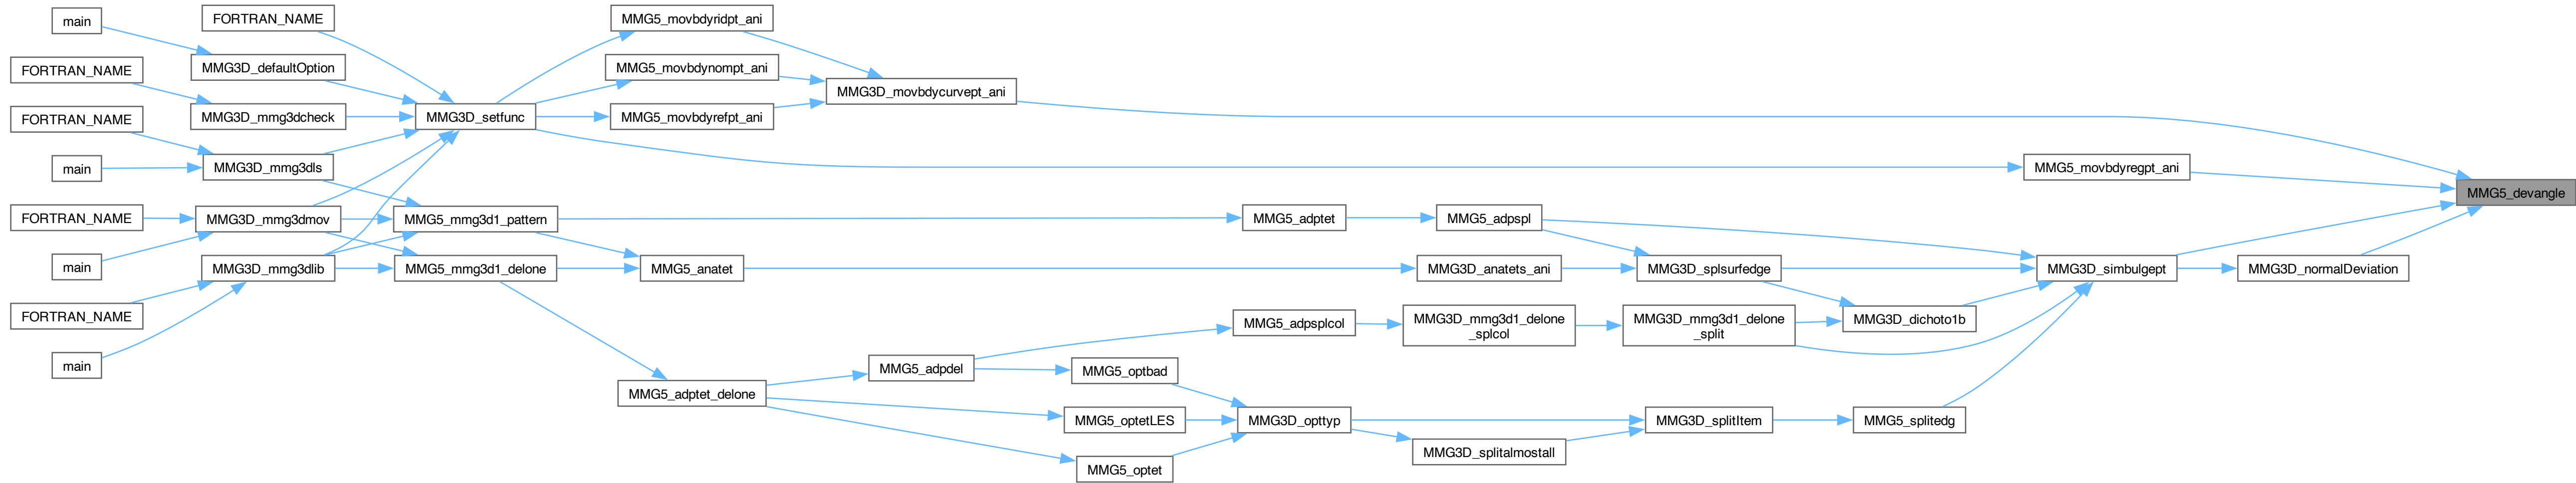 main
FORTRAN_NAME
MMG5_movbdyridpt_ani
FORTRAN_NAME
MMG3D_defaultOption
MMG5_movbdynompt_ani
MMG3D_movbdycurvept_ani
FORTRAN_NAME
MMG3D_mmg3dcheck
MMG3D_setfunc
MMG5_movbdyrefpt_ani
main
MMG3D_mmg3dls
MMG5_movbdyregpt_ani
MMG5_devangle
FORTRAN_NAME
MMG3D_mmg3dmov
MMG5_mmg3d1_pattern
MMG5_adptet
MMG5_adpspl
main
MMG3D_mmg3dlib
MMG5_mmg3d1_delone
MMG5_anatet
MMG3D_anatets_ani
MMG3D_splsurfedge
MMG3D_simbulgept
MMG3D_normalDeviation
FORTRAN_NAME
MMG5_adpsplcol
MMG3D_mmg3d1_delone
_splcol
MMG3D_mmg3d1_delone
_split
MMG3D_dichoto1b
main
MMG5_adpdel
MMG5_optbad
MMG5_adptet_delone
MMG5_optetLES
MMG3D_opttyp
MMG3D_splitItem
MMG5_splitedg
MMG5_optet
MMG3D_splitalmostall